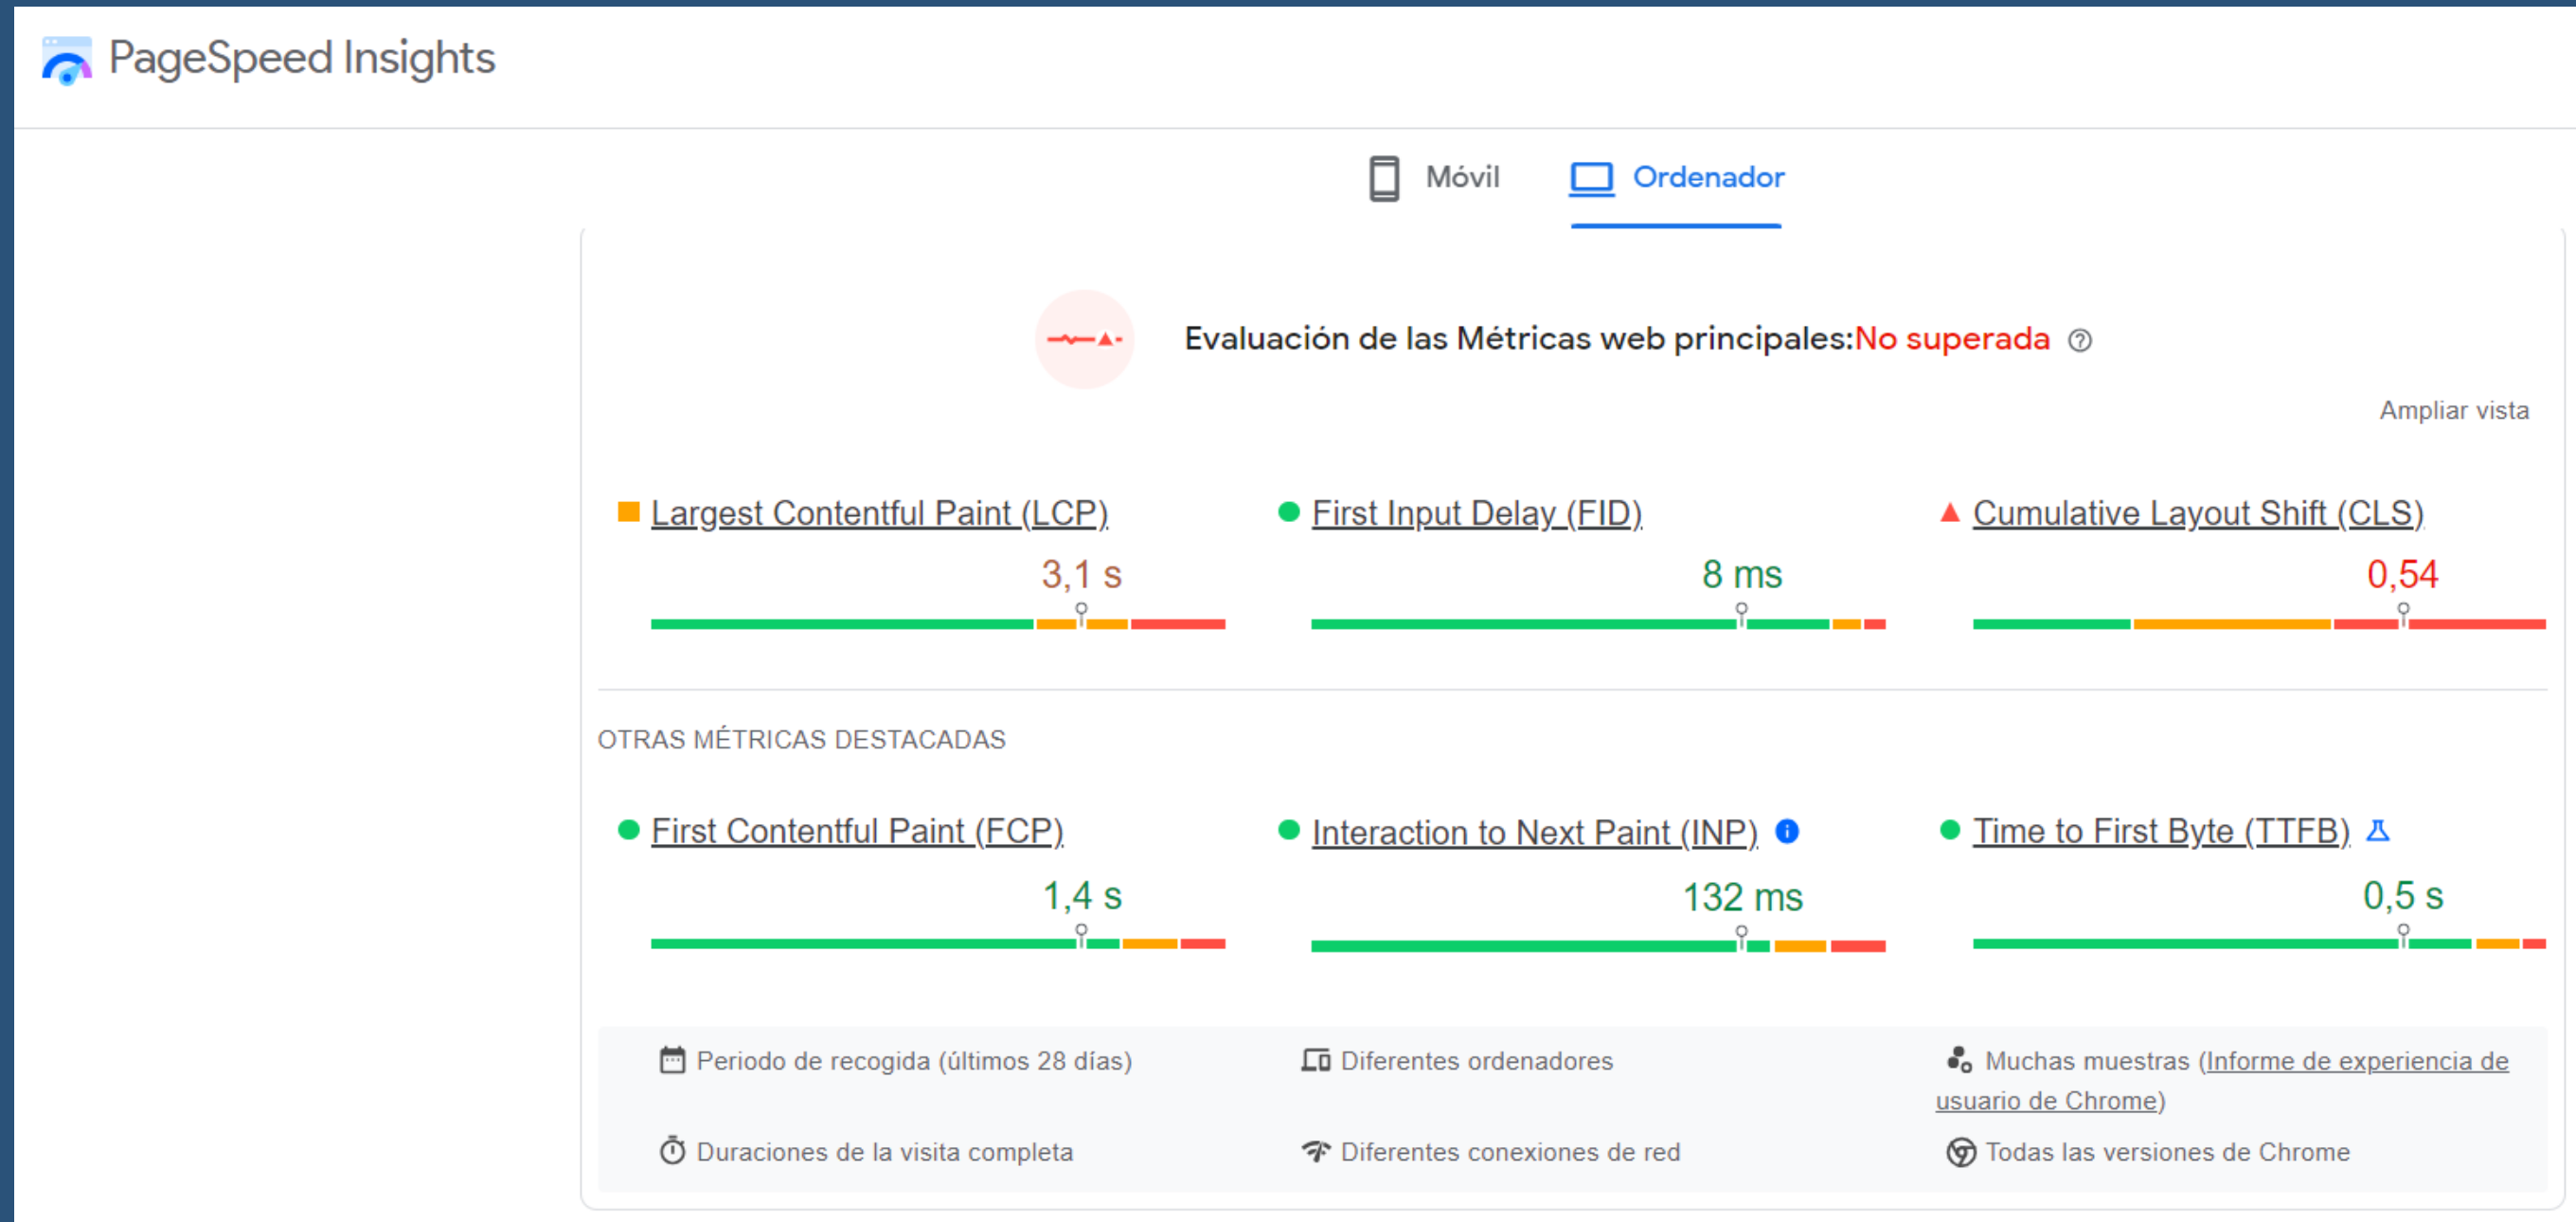 PageSpeed Insights
Móvil
Ordenador
Evaluación de las Métricas web principales:No superada
Ampliar vista
Largest Contentful Paint (LCP)
3,1 s
First Input Delay (FID)
8 ms
Cumulative Layout Shift (CLS)
0,54
OTRAS MÉTRICAS DESTACADAS
First Contentful Paint (FCP)
1,4 s
Interaction to Next Paint (INP)
132 ms
Time to First Byte (TTFB)
0,5 s
Periodo de recogida (últimos 28 días)
Diferentes ordenadores
Muchas muestras (Informe de experiencia de
usuario de Chrome)
Duraciones de la visita completa
Diferentes conexiones de red
Todas las versiones de Chrome